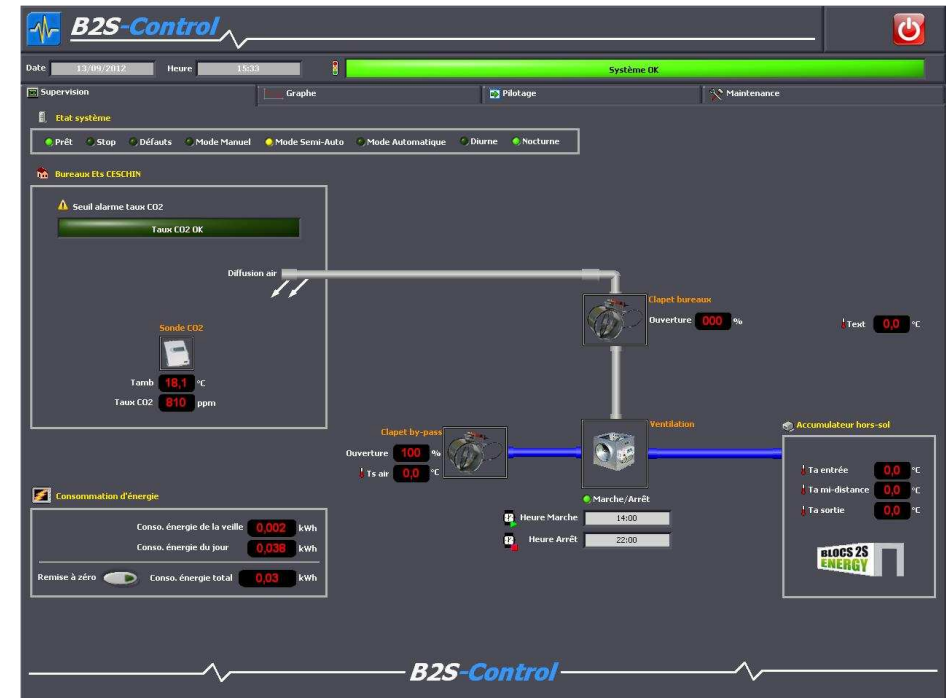 B2S-Control
Date 13/09/2012 Heure 15:33 Système OK
Supervision Graphe Pilotage Maintenance
Etat système
Prêt Stop Défauts Mode Manuel Mode Semi-Auto Mode Automatique Diurne Nocturne
Bureaux Ets CESCHIN
Seuil alarme taux CO2
Taux CO2 OK
Diffusion air
Clapet bureaux
Ouverture 000 %
Text 0,0 °C
Sonde CO2
Tamb 18,1 °C
Taux CO2 810 ppm
Clapet by-pass
Ouverture 100 %
Ts air 0,0 °C
Ventilation
Marche/Arrêt
Heure Marche 14:00
Heure Arrêt 22:00
Accumulateur hors-sol
Ta entrée 0,0 °C
Ta mi-distance 0,0 °C
Ta sortie 0,0 °C
BLOCS 2S
ENERGY
Consommation d'énergie
Conso. énergie de la veille 0,002 kWh
Conso. énergie du jour 0,038 kWh
Remise à zéro Conso. énergie total 0,03 kWh
B2S-Control